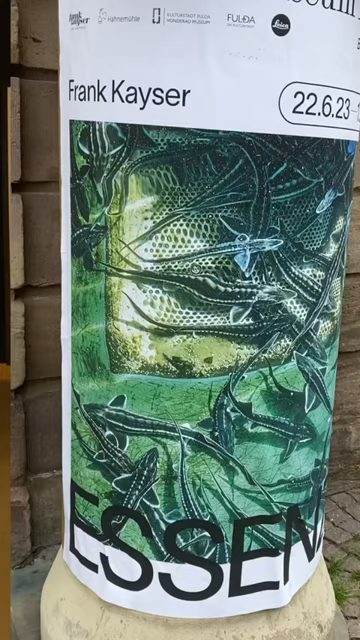 Hahnemühle
KULTURSTADT FULDA
VONDERAU MUSEUM
FULDA
Leica
Frank Kayser
22.6.23–
ESSEN